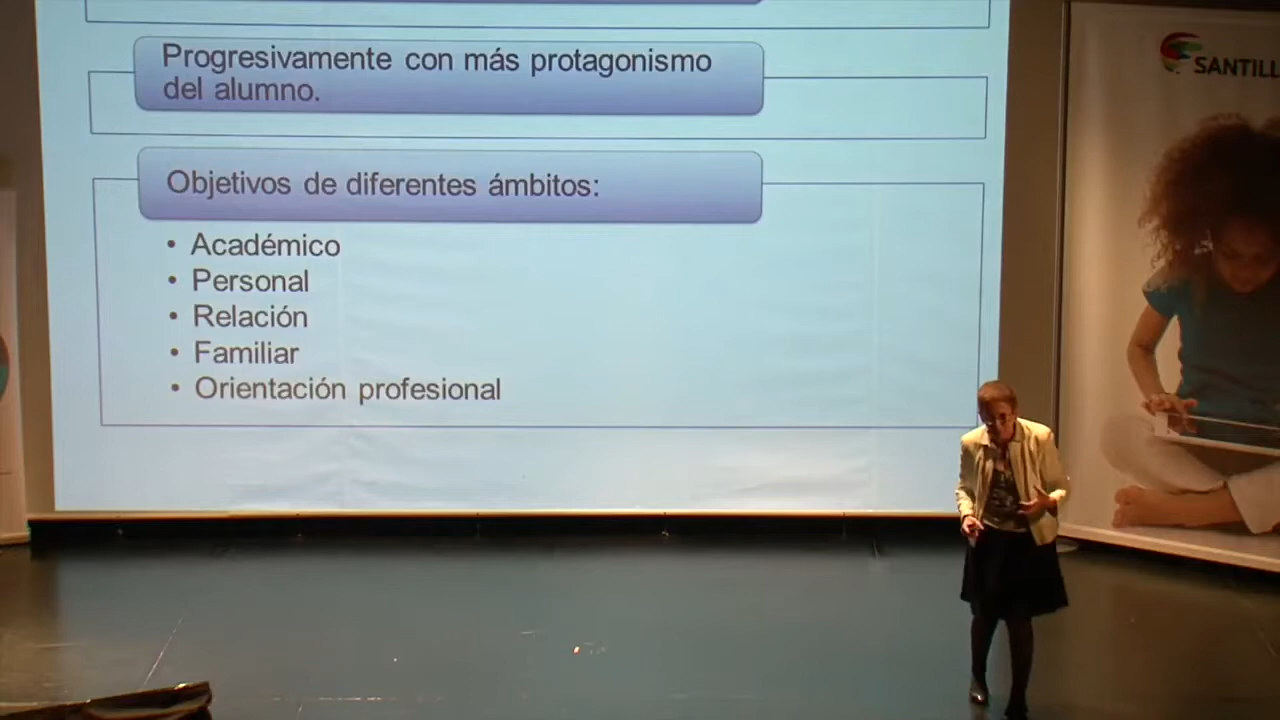 Progresivamente con más protagonismo
del alumno.
Objetivos de diferentes ámbitos:
• Académico
• Personal
• Relación
• Familiar
• Orientación profesional
SANTILL